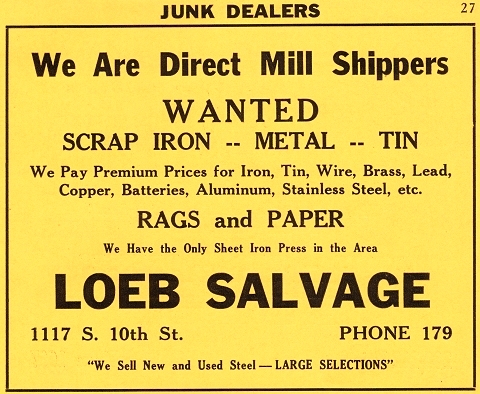 JUNK DEALERS 27
We Are Direct Mill Shippers
WANTED
SCRAP IRON -- METAL -- TIN
We Pay Premium Prices for Iron, Tin, Wire, Brass, Lead,
Copper, Batteries, Aluminum, Stainless Steel, etc.
RAGS and PAPER
We Have the Only Sheet Iron Press in the Area
LOEB SALVAGE
1117 S. 10th St. PHONE 179
"We Sell New and Used Steel — LARGE SELECTIONS"